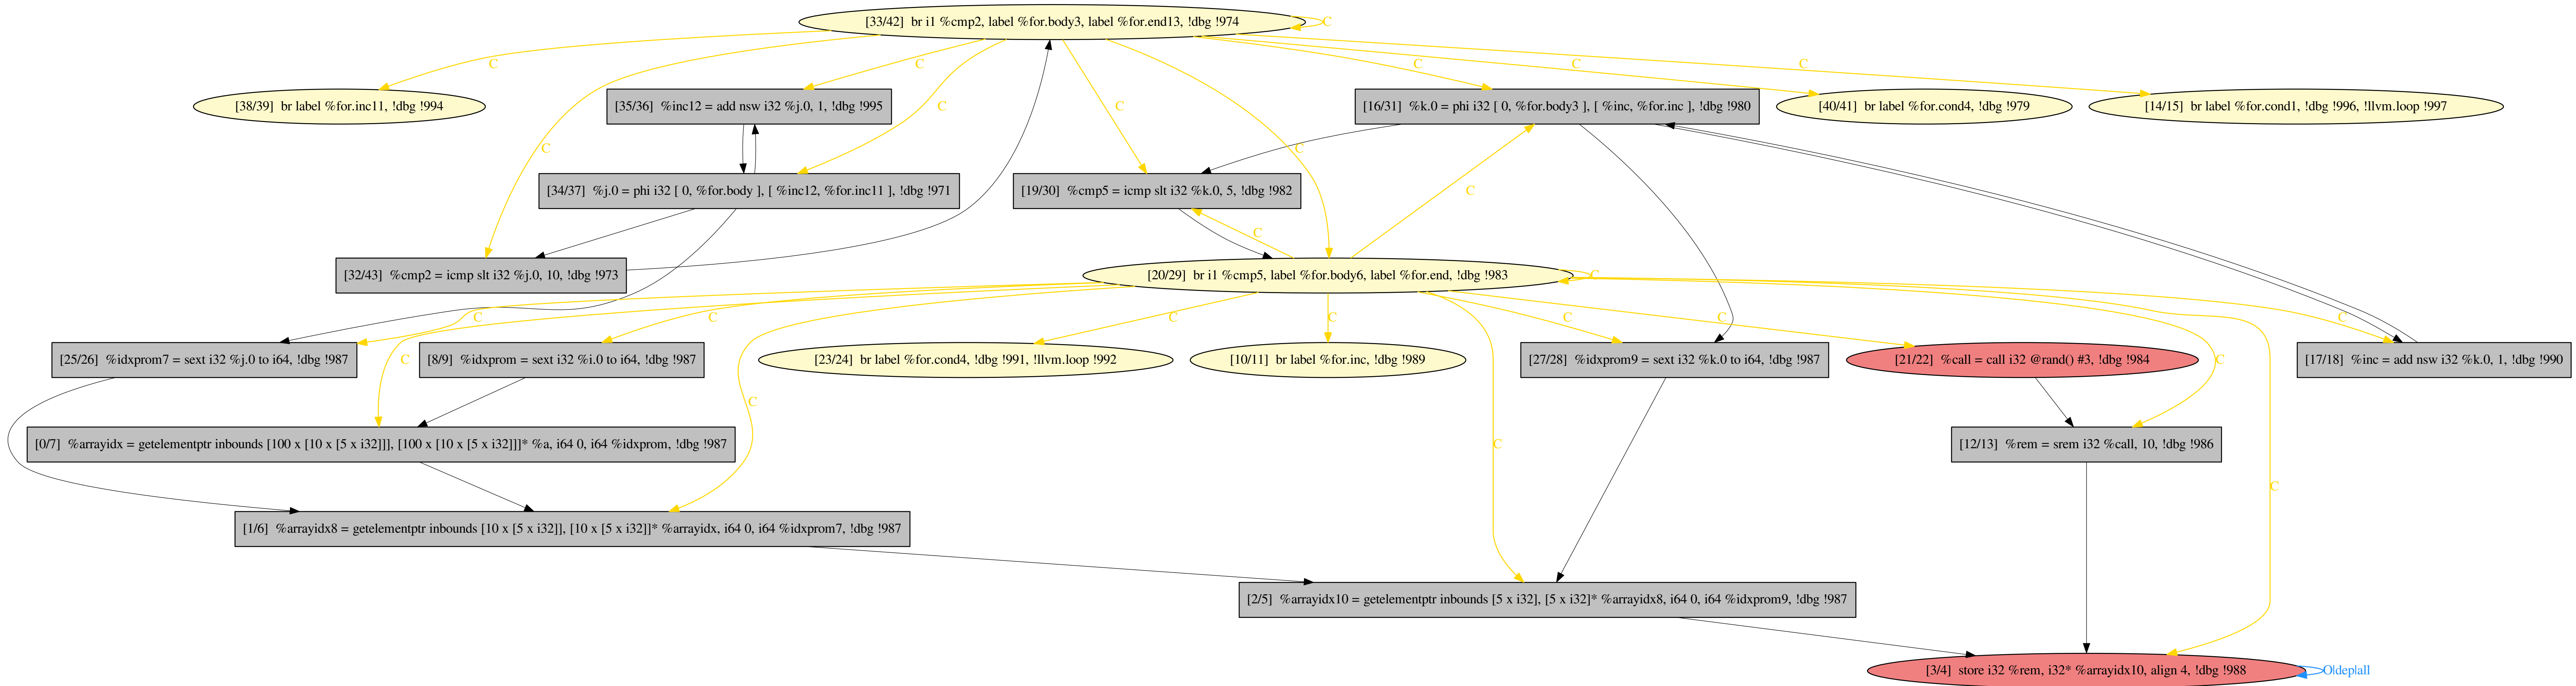 [33/42] br i1 %cmp2, label %for.body3, label %for.end13, !dbg !974
C
C
C
C
C
[38/39] br label %for.inc11, !dbg !994
[35/36] %inc12 = add nsw i32 %j.0, 1, !dbg !995
C
C
[16/31] %k.0 = phi i32 [ 0, %for.body3 ], [ %inc, %for.inc ], !dbg !980
[40/41] br label %for.cond4, !dbg !979
[14/15] br label %for.cond1, !dbg !996, !llvm.loop !997
C
C
C
[34/37] %j.0 = phi i32 [ 0, %for.body ], [ %inc12, %for.inc11 ], !dbg !971
[19/30] %cmp5 = icmp slt i32 %k.0, 5, !dbg !982
C
C
[32/43] %cmp2 = icmp slt i32 %j.0, 10, !dbg !973
[20/29] br i1 %cmp5, label %for.body6, label %for.end, !dbg !983
C
C
C
C
C
C
C
C
[25/26] %idxprom7 = sext i32 %j.0 to i64, !dbg !987
C
[8/9] %idxprom = sext i32 %i.0 to i64, !dbg !987
[23/24] br label %for.cond4, !dbg !991, !llvm.loop !992
[10/11] br label %for.inc, !dbg !989
[27/28] %idxprom9 = sext i32 %k.0 to i64, !dbg !987
[21/22] %call = call i32 @rand() #3, !dbg !984
C
[17/18] %inc = add nsw i32 %k.0, 1, !dbg !990
C
[0/7] %arrayidx = getelementptr inbounds [100 x [10 x [5 x i32]]], [100 x [10 x [5 x i32]]]* %a, i64 0, i64 %idxprom, !dbg !987
C
[12/13] %rem = srem i32 %call, 10, !dbg !986
C
[1/6] %arrayidx8 = getelementptr inbounds [10 x [5 x i32]], [10 x [5 x i32]]* %arrayidx, i64 0, i64 %idxprom7, !dbg !987
[2/5] %arrayidx10 = getelementptr inbounds [5 x i32], [5 x i32]* %arrayidx8, i64 0, i64 %idxprom9, !dbg !987
[3/4] store i32 %rem, i32* %arrayidx10, align 4, !dbg !988
O|dep|all